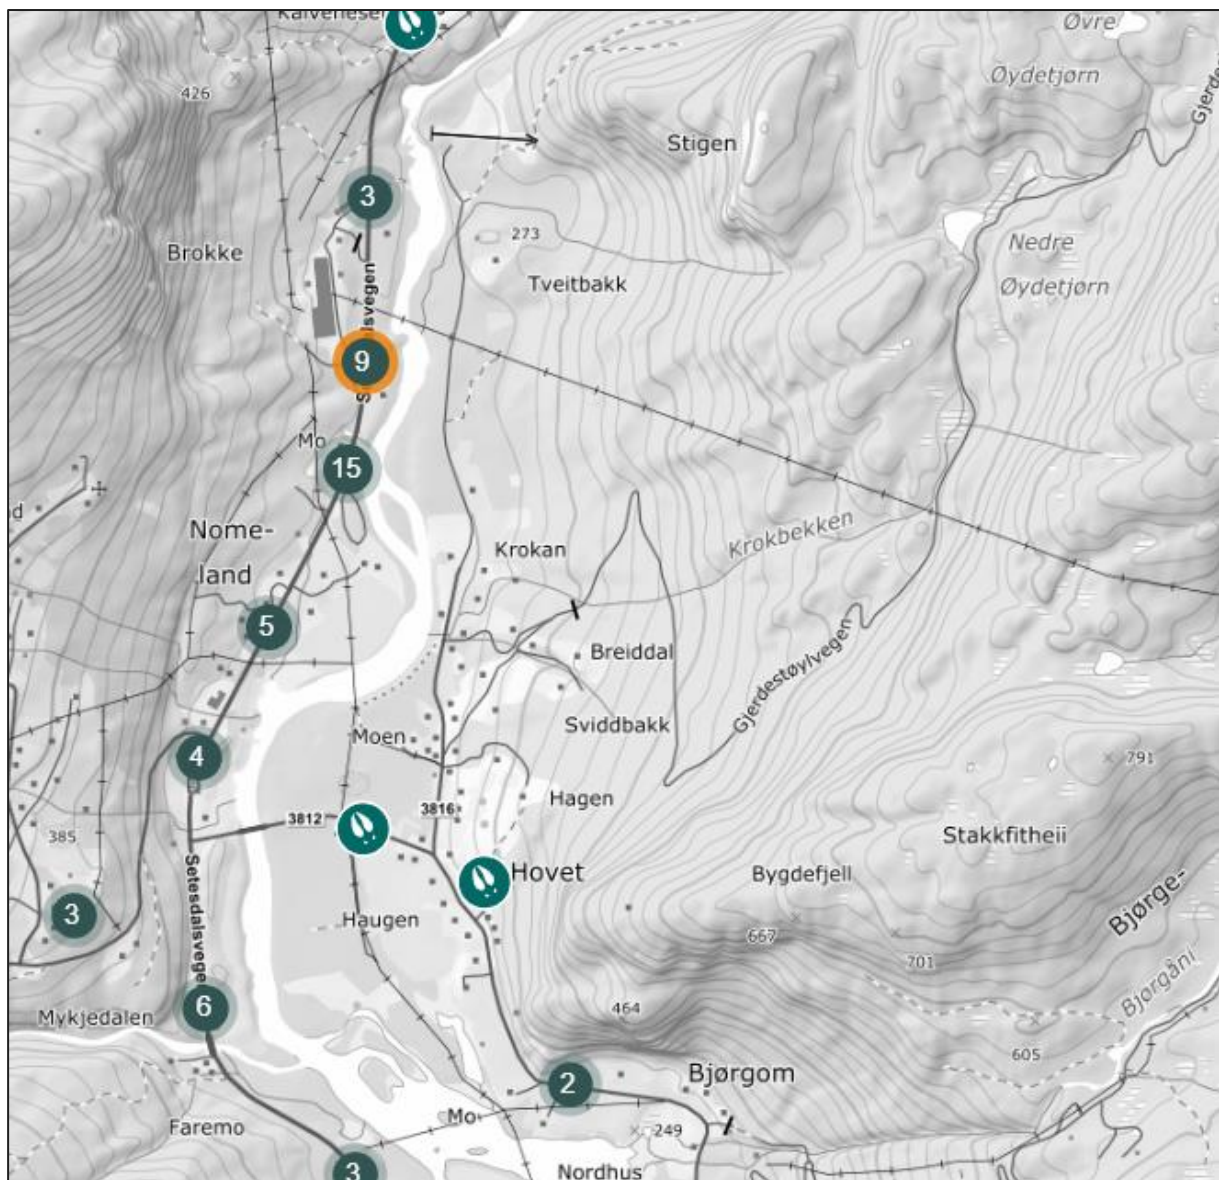 Kalveneset
Øvre
Øydetjørn
426
Stigen
3
273
Nedre
Øydetjørn
Brokke
Tveitbakk
9
Mo
15
Nome-
land
Krokan
Krokbekken
5
Breiddal
Gjerdestøylvegen
Sviddbakk
Moen
4
791
Hagen
3816
3812
385
Stakkfitheii
Hovet
Bygdefjell
Bjørge-
3
Haugen
667
701
Setesdalsvege
Bjørgåni
6
464
Mykjedalen
605
2
Bjørgom
Mo
Faremo
249
3
Nordhus